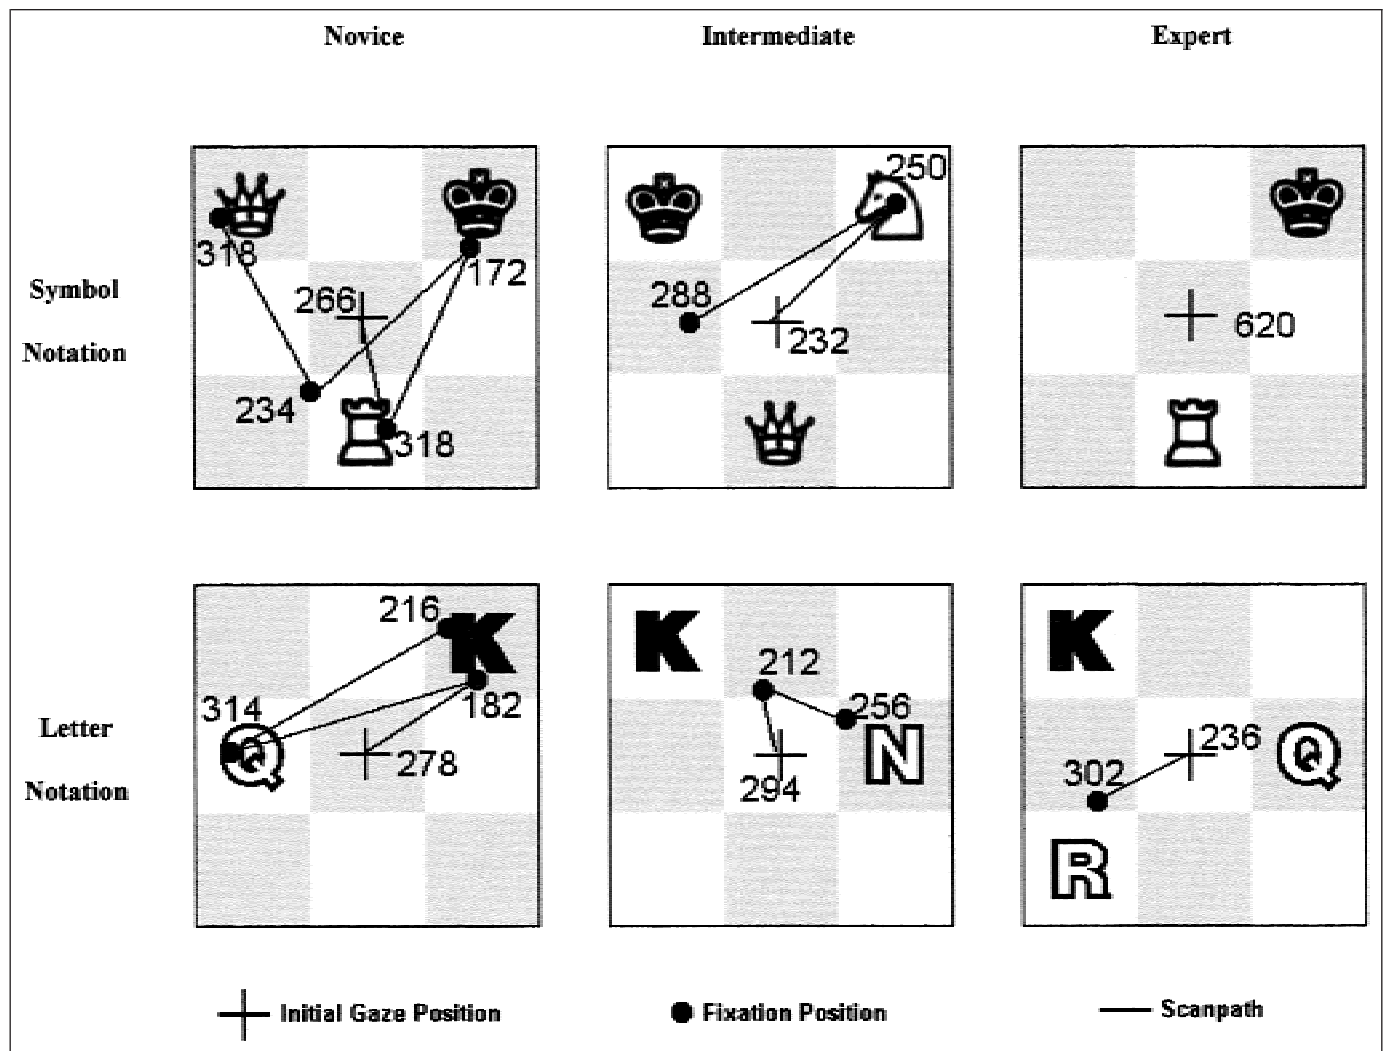 Novice Intermediate Expert
250
318 172
Symbol 266 288 232 620
Notation
234 318
216
K K K
212
314 182 256
Letter Q 278 294 N 236 Q
302
Notation
R
Initial Gaze Position Fixation Position Scanpath